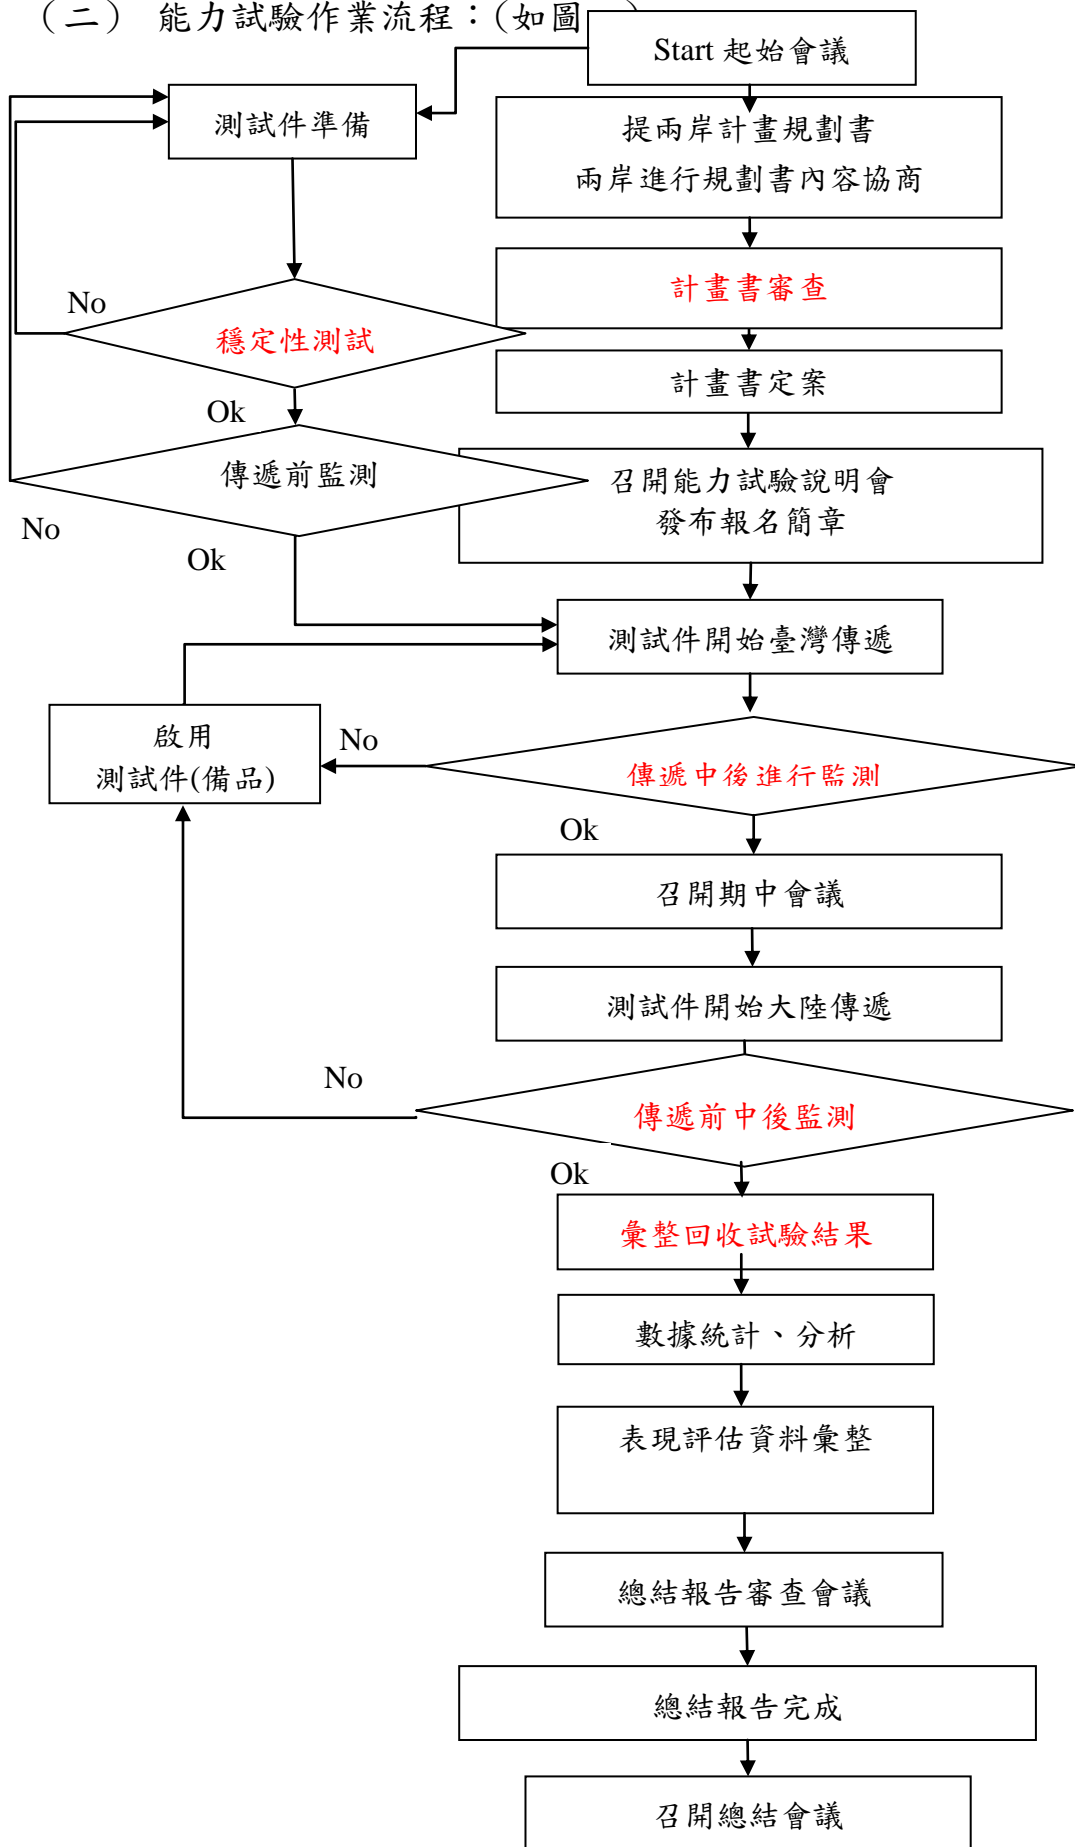 （二） 能力試驗作業流程：(如圖
Start 起始會議
測試件準備
提兩岸計畫規劃書
兩岸進行規劃書內容協商
計畫書審查
No
穩定性測試
計畫書定案
Ok
傳遞前監測
召開能力試驗說明會
發布報名簡章
No
Ok
測試件開始臺灣傳遞
啟用
測試件(備品)
No
傳遞中後進行監測
Ok
召開期中會議
測試件開始大陸傳遞
No
傳遞前中後監測
Ok
彙整回收試驗結果
數據統計、分析
表現評估資料彙整
總結報告審查會議
總結報告完成
召開總結會議